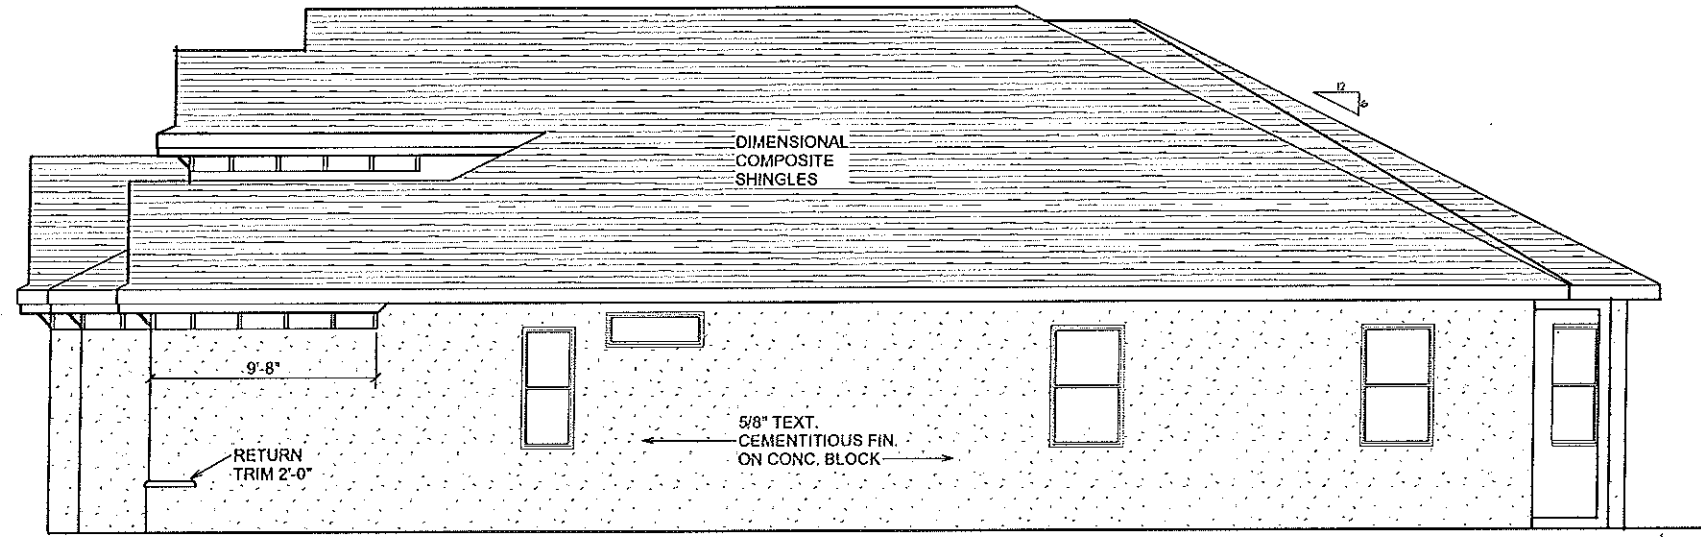 12
6
DIMENSIONAL
COMPOSITE
SHINGLES
9'-8"
5/8" TEXT.
CEMENTITIOUS FIN.
ON CONC. BLOCK
RETURN
TRIM 2'-0"